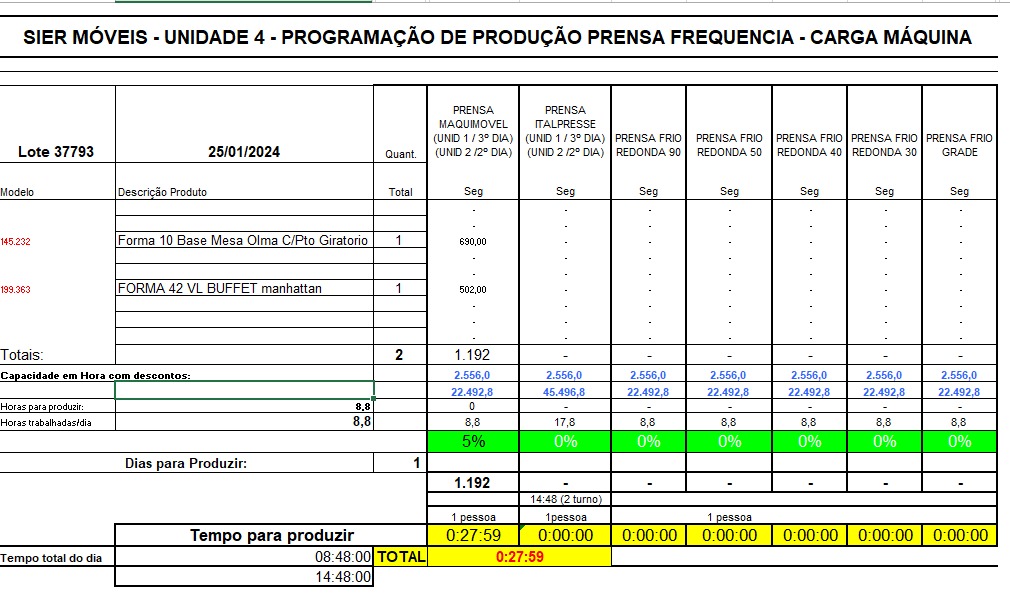 SIER MÓVEIS - UNIDADE 4 - PROGRAMAÇÃO DE PRODUÇÃO PRENSA FREQUENCIA - CARGA MÁQUINA
Lote 37793 25/01/2024 Quant. PRENSA MAQUIMOVEL (UNID 1 / 3º DIA) (UNID 2 /2º DIA) PRENSA ITALPRESSE (UNID 1 / 3º DIA) (UNID 2 /2º DIA) PRENSA FRIO REDONDA 90 PRENSA FRIO REDONDA 50 PRENSA FRIO REDONDA 40 PRENSA FRIO REDONDA 30 PRENSA FRIO GRADE
Modelo Descrição Produto Total Seg Seg Seg Seg Seg Seg Seg
- - - - - - -
- - - - - - -
145.232 Forma 10 Base Mesa Olma C/Pto Giratorio 1 690,00 - - - - - -
- - - - - - -
- - - - - - -
199.363 FORMA 42 VL BUFFET manhattan 1 502,00 - - - - - -
- - - - - - -
- - - - - - -
- - - - - - -
Totais: 2 1.192 - - - - - -
Capacidade em Hora com descontos: 2.556,0 2.556,0 2.556,0 2.556,0 2.556,0 2.556,0 2.556,0
22.492,8 45.496,8 22.492,8 22.492,8 22.492,8 22.492,8 22.492,8
Horas para produzir: 8,8 0 - - - - - -
Horas trabalhadas/dia 8,8 8,8 17,8 8,8 8,8 8,8 8,8 8,8
5% 0% 0% 0% 0% 0% 0%
Dias para Produzir: 1
1.192 - - - - - -
14:48 (2 turno)
1 pessoa 1pessoa 1 pessoa
Tempo para produzir 0:27:59 0:00:00 0:00:00 0:00:00 0:00:00 0:00:00 0:00:00
Tempo total do dia 08:48:00 TOTAL 0:27:59
14:48:00